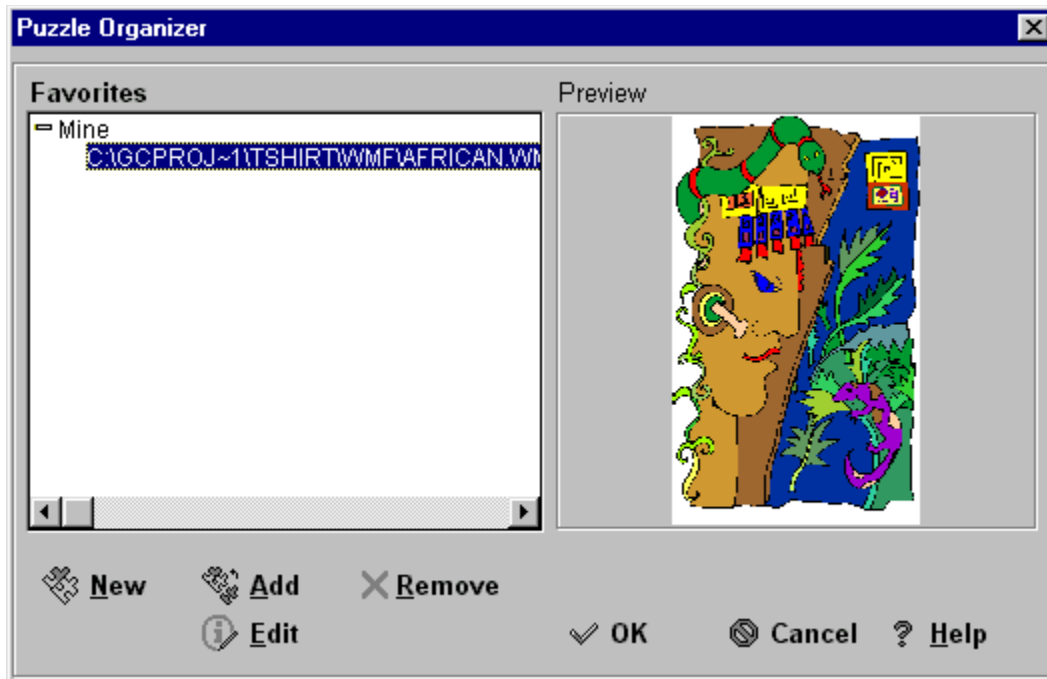 Puzzle Organizer
Favorites
Preview
Mine
C:\GCPROJ~1\TSHIRT\WMF\AFRICAN.WM
New
Add
Remove
Edit
OK
Cancel
Help